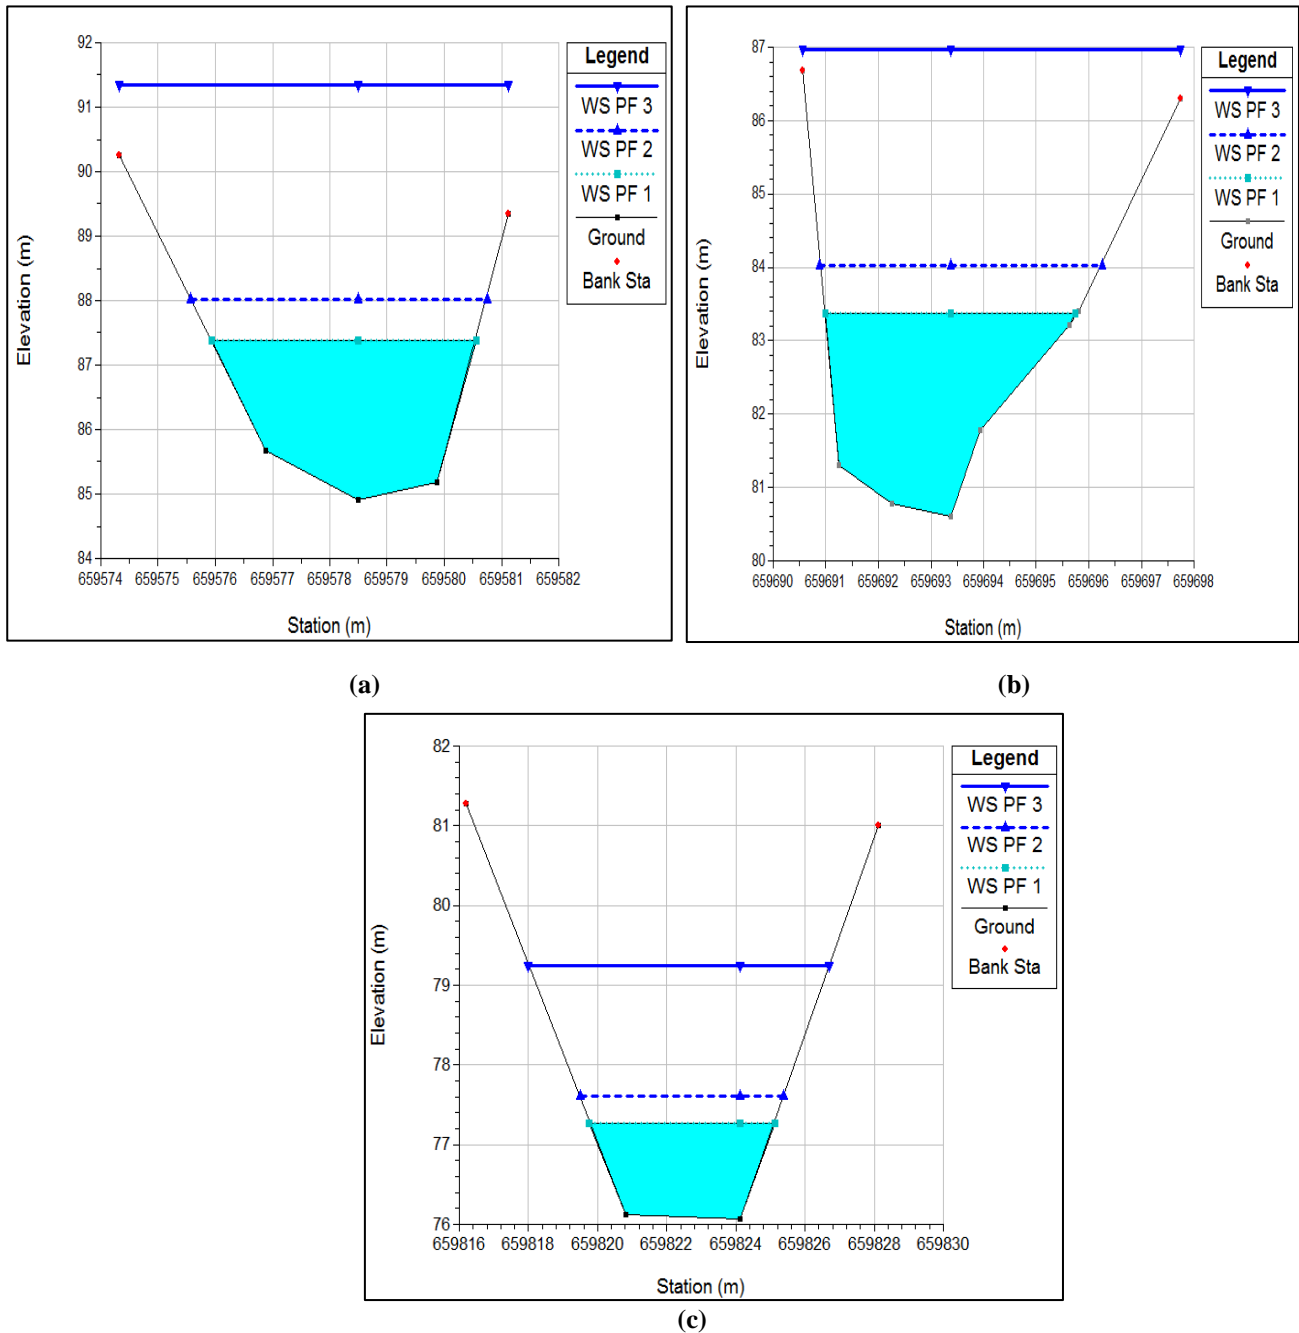 92
91
90
89
88
87
86
85
84
659574 659575 659576 659577 659578 659579 659580 659581 659582
Elevation (m)
Station (m)
Legend
WS PF 3
WS PF 2
WS PF 1
Ground
Bank Sta
(a)
87
86
85
84
83
82
81
80
659690 659691 659692 659693 659694 659695 659696 659697 659698
Elevation (m)
Station (m)
Legend
WS PF 3
WS PF 2
WS PF 1
Ground
Bank Sta
(b)
82
81
80
79
78
77
76
659816 659818 659820 659822 659824 659826 659828 659830
Elevation (m)
Station (m)
Legend
WS PF 3
WS PF 2
WS PF 1
Ground
Bank Sta
(c)